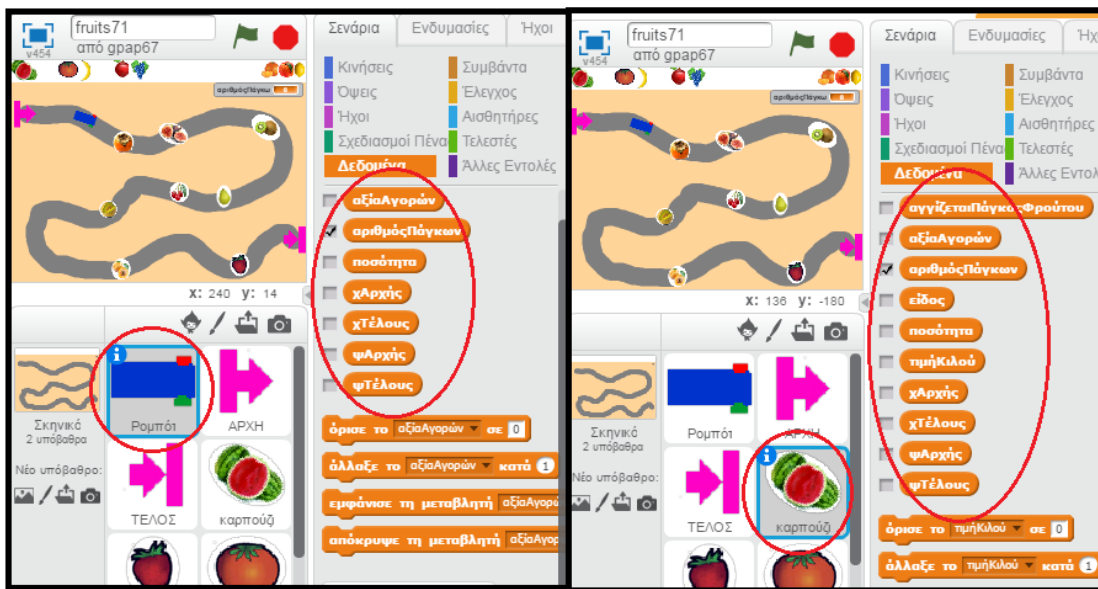 fruits71
από gpap67
v454
αριθμόςΠάγκω
x: 240 y: 14
Σκηνικό
2 υπόβαθρα
Νέο υπόβαθρο:
Ρομπότ
ΑΡΧΗ
ΤΕΛΟΣ
καρπούζι
Σενάρια Ενδυμασίες Ήχοι
Κινήσεις Συμβάντα
Όψεις Έλεγχος
Ήχοι Αισθητήρες
Σχεδιασμοί Πένα Τελεστές
Δεδομένα Άλλες Εντολές
αξίαΑγορών
αριθμόςΠάγκων
ποσότητα
χΑρχής
χΤέλους
ψΑρχής
ψΤέλους
όρισε το αξίαΑγορών σε 0
άλλαξε το αξίαΑγορών κατά 1
εμφάνισε τη μεταβλητή αξίαΑγορώ
απόκρυψε τη μεταβλητή αξίαΑγορ
fruits71
από gpap67
v454
αριθμόςΠάγκω
x: 136 y: -180
Σκηνικό
2 υπόβαθρα
Νέο υπόβαθρο:
Ρομπότ
ΑΡΧΗ
ΤΕΛΟΣ
καρπούζι
Σενάρια Ενδυμασίες Ήχ
Κινήσεις Συμβάντα
Όψεις Έλεγχος
Ήχοι Αισθητήρες
Σχεδιασμοί Πένα Τελεστές
Δεδομένα Άλλες Εντολ
αγγίζεταιΠάγκοςΦρούτου
αξίαΑγορών
αριθμόςΠάγκων
είδος
ποσότητα
τιμήΚιλού
χΑρχής
χΤέλους
ψΑρχής
ψΤέλους
όρισε το τιμήΚιλού σε 0
άλλαξε το τιμήΚιλού κατά 1